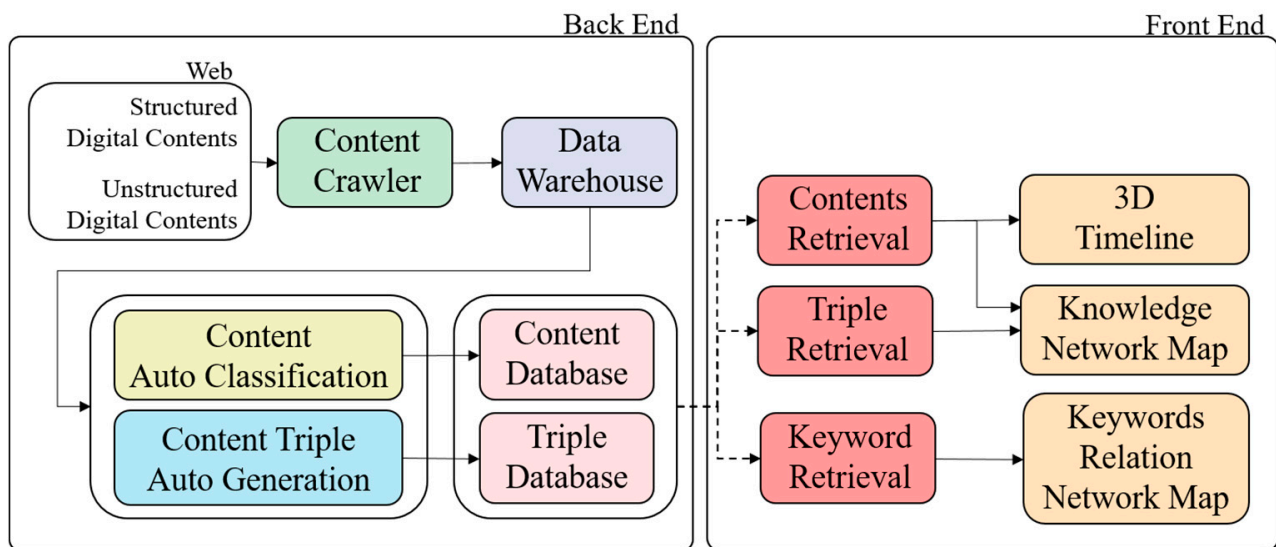 Back End
Web
Structured
Digital Contents
Unstructured
Digital Contents
Content
Crawler
Data
Warehouse
Content
Auto Classification
Content Triple
Auto Generation
Content
Database
Triple
Database
Front End
Contents
Retrieval
Triple
Retrieval
Keyword
Retrieval
3D
Timeline
Knowledge
Network Map
Keywords
Relation
Network Map